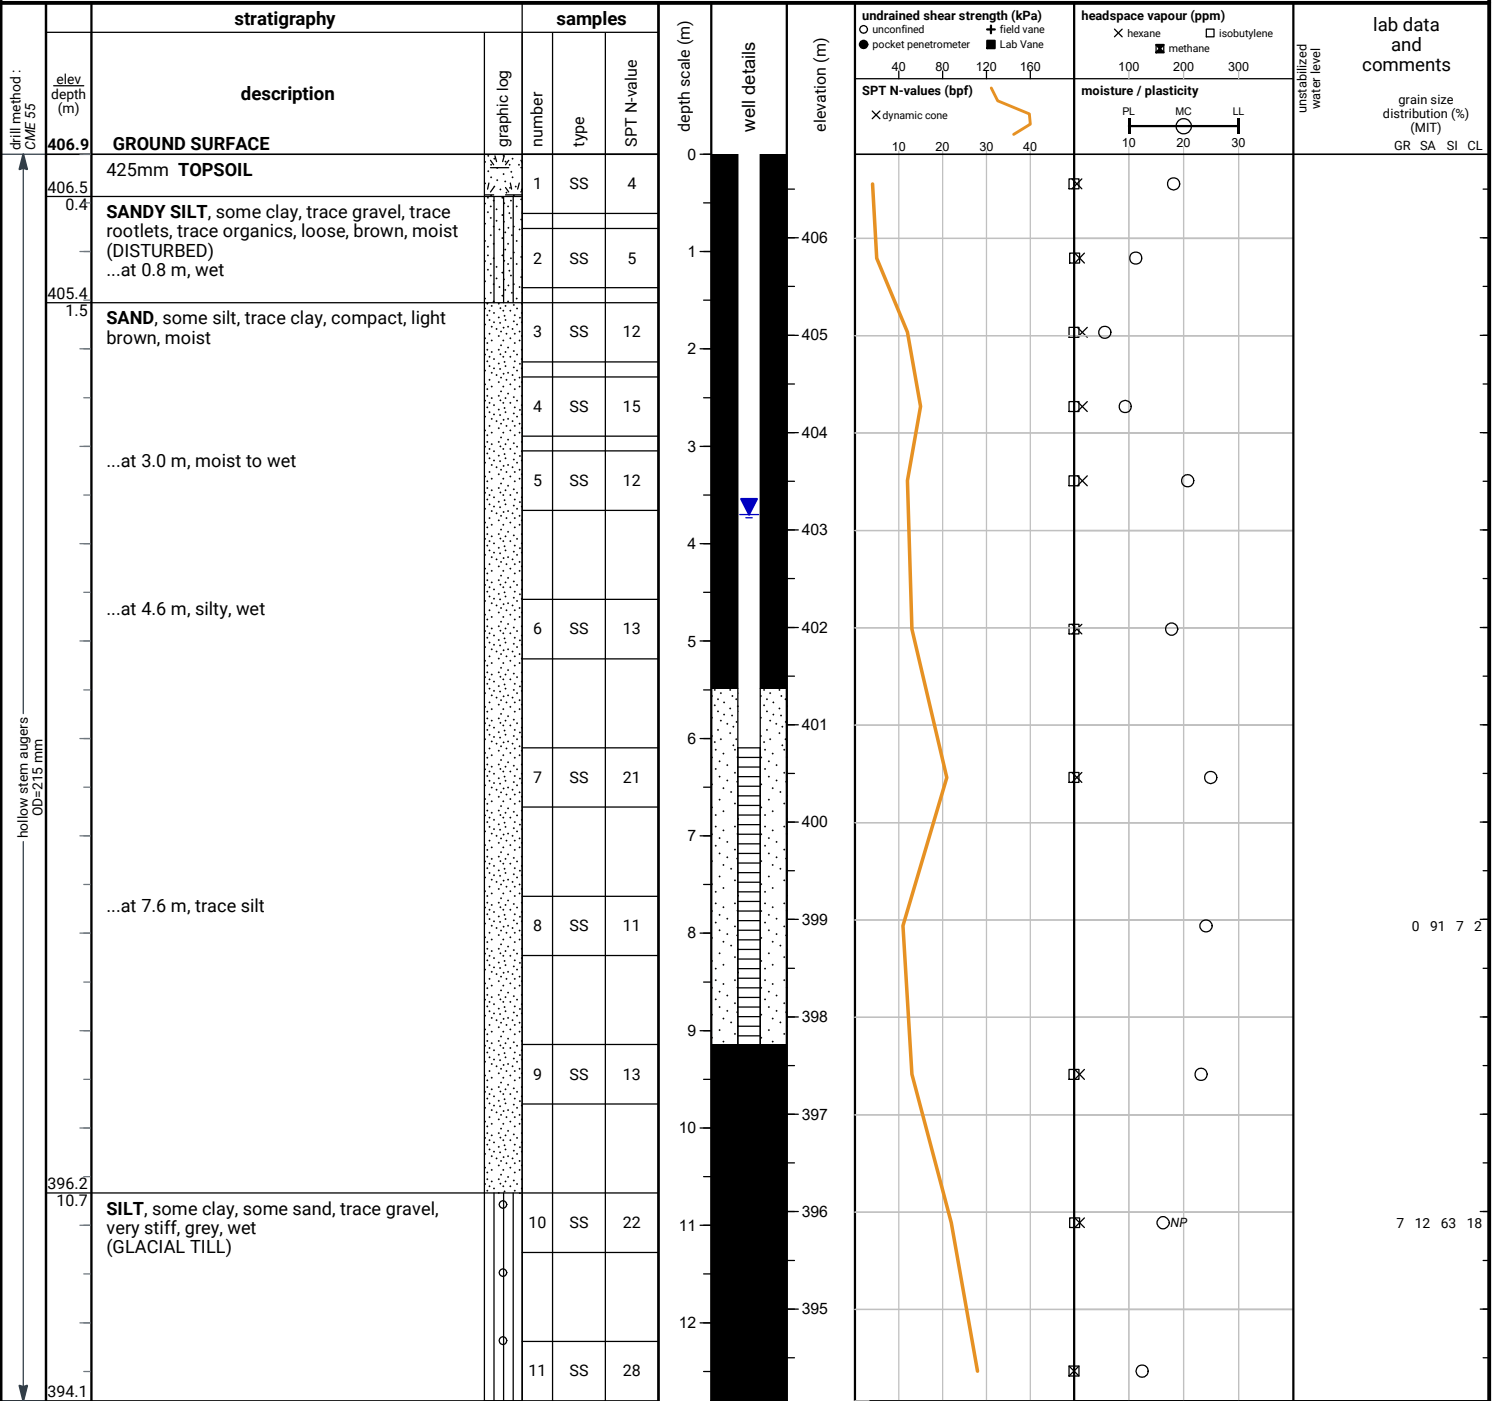 stratigraphy
samples
drill method :
CME 55
elev
depth
(m)
description
graphic log
number
type
SPT N-value
depth scale (m)
well details
elevation (m)
undrained shear strength (kPa)
unconfined
field vane
pocket penetrometer
Lab Vane
40 80 120 160
SPT N-values (bpf)
dynamic cone
10 20 30 40
headspace vapour (ppm)
hexane
isobutylene
methane
100 200 300
moisture / plasticity
PL MC LL
10 20 30
unstabilized
water level
lab data
and
comments
grain size
distribution (%)
(MIT)
GR SA SI CL
406.9 GROUND SURFACE
425mm TOPSOIL
406.5
0.4
SANDY SILT, some clay, trace gravel, trace
rootlets, trace organics, loose, brown, moist
(DISTURBED)
...at 0.8 m, wet
405.4
1.5
SAND, some silt, trace clay, compact, light
brown, moist
...at 3.0 m, moist to wet
...at 4.6 m, silty, wet
...at 7.6 m, trace silt
396.2
10.7
SILT, some clay, some sand, trace gravel,
very stiff, grey, wet
(GLACIAL TILL)
394.1
hollow stem augers
OD=215 mm
1 SS 4
2 SS 5
3 SS 12
4 SS 15
5 SS 12
6 SS 13
7 SS 21
8 SS 11
9 SS 13
10 SS 22
11 SS 28
0
1
2
3
4
5
6
7
8
9
10
11
12
406
405
404
403
402
401
400
399
398
397
396
395
NP
0 91 7 2
7 12 63 18